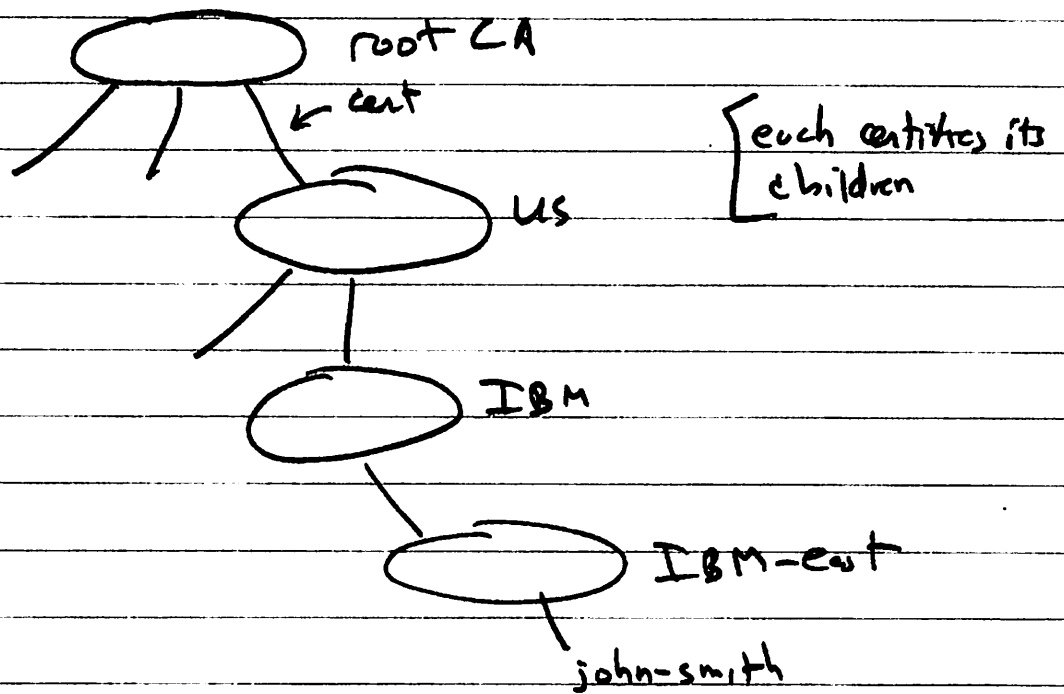 root CA
cert
each certifies its
children
US
IBM
IBM-east
john-smith